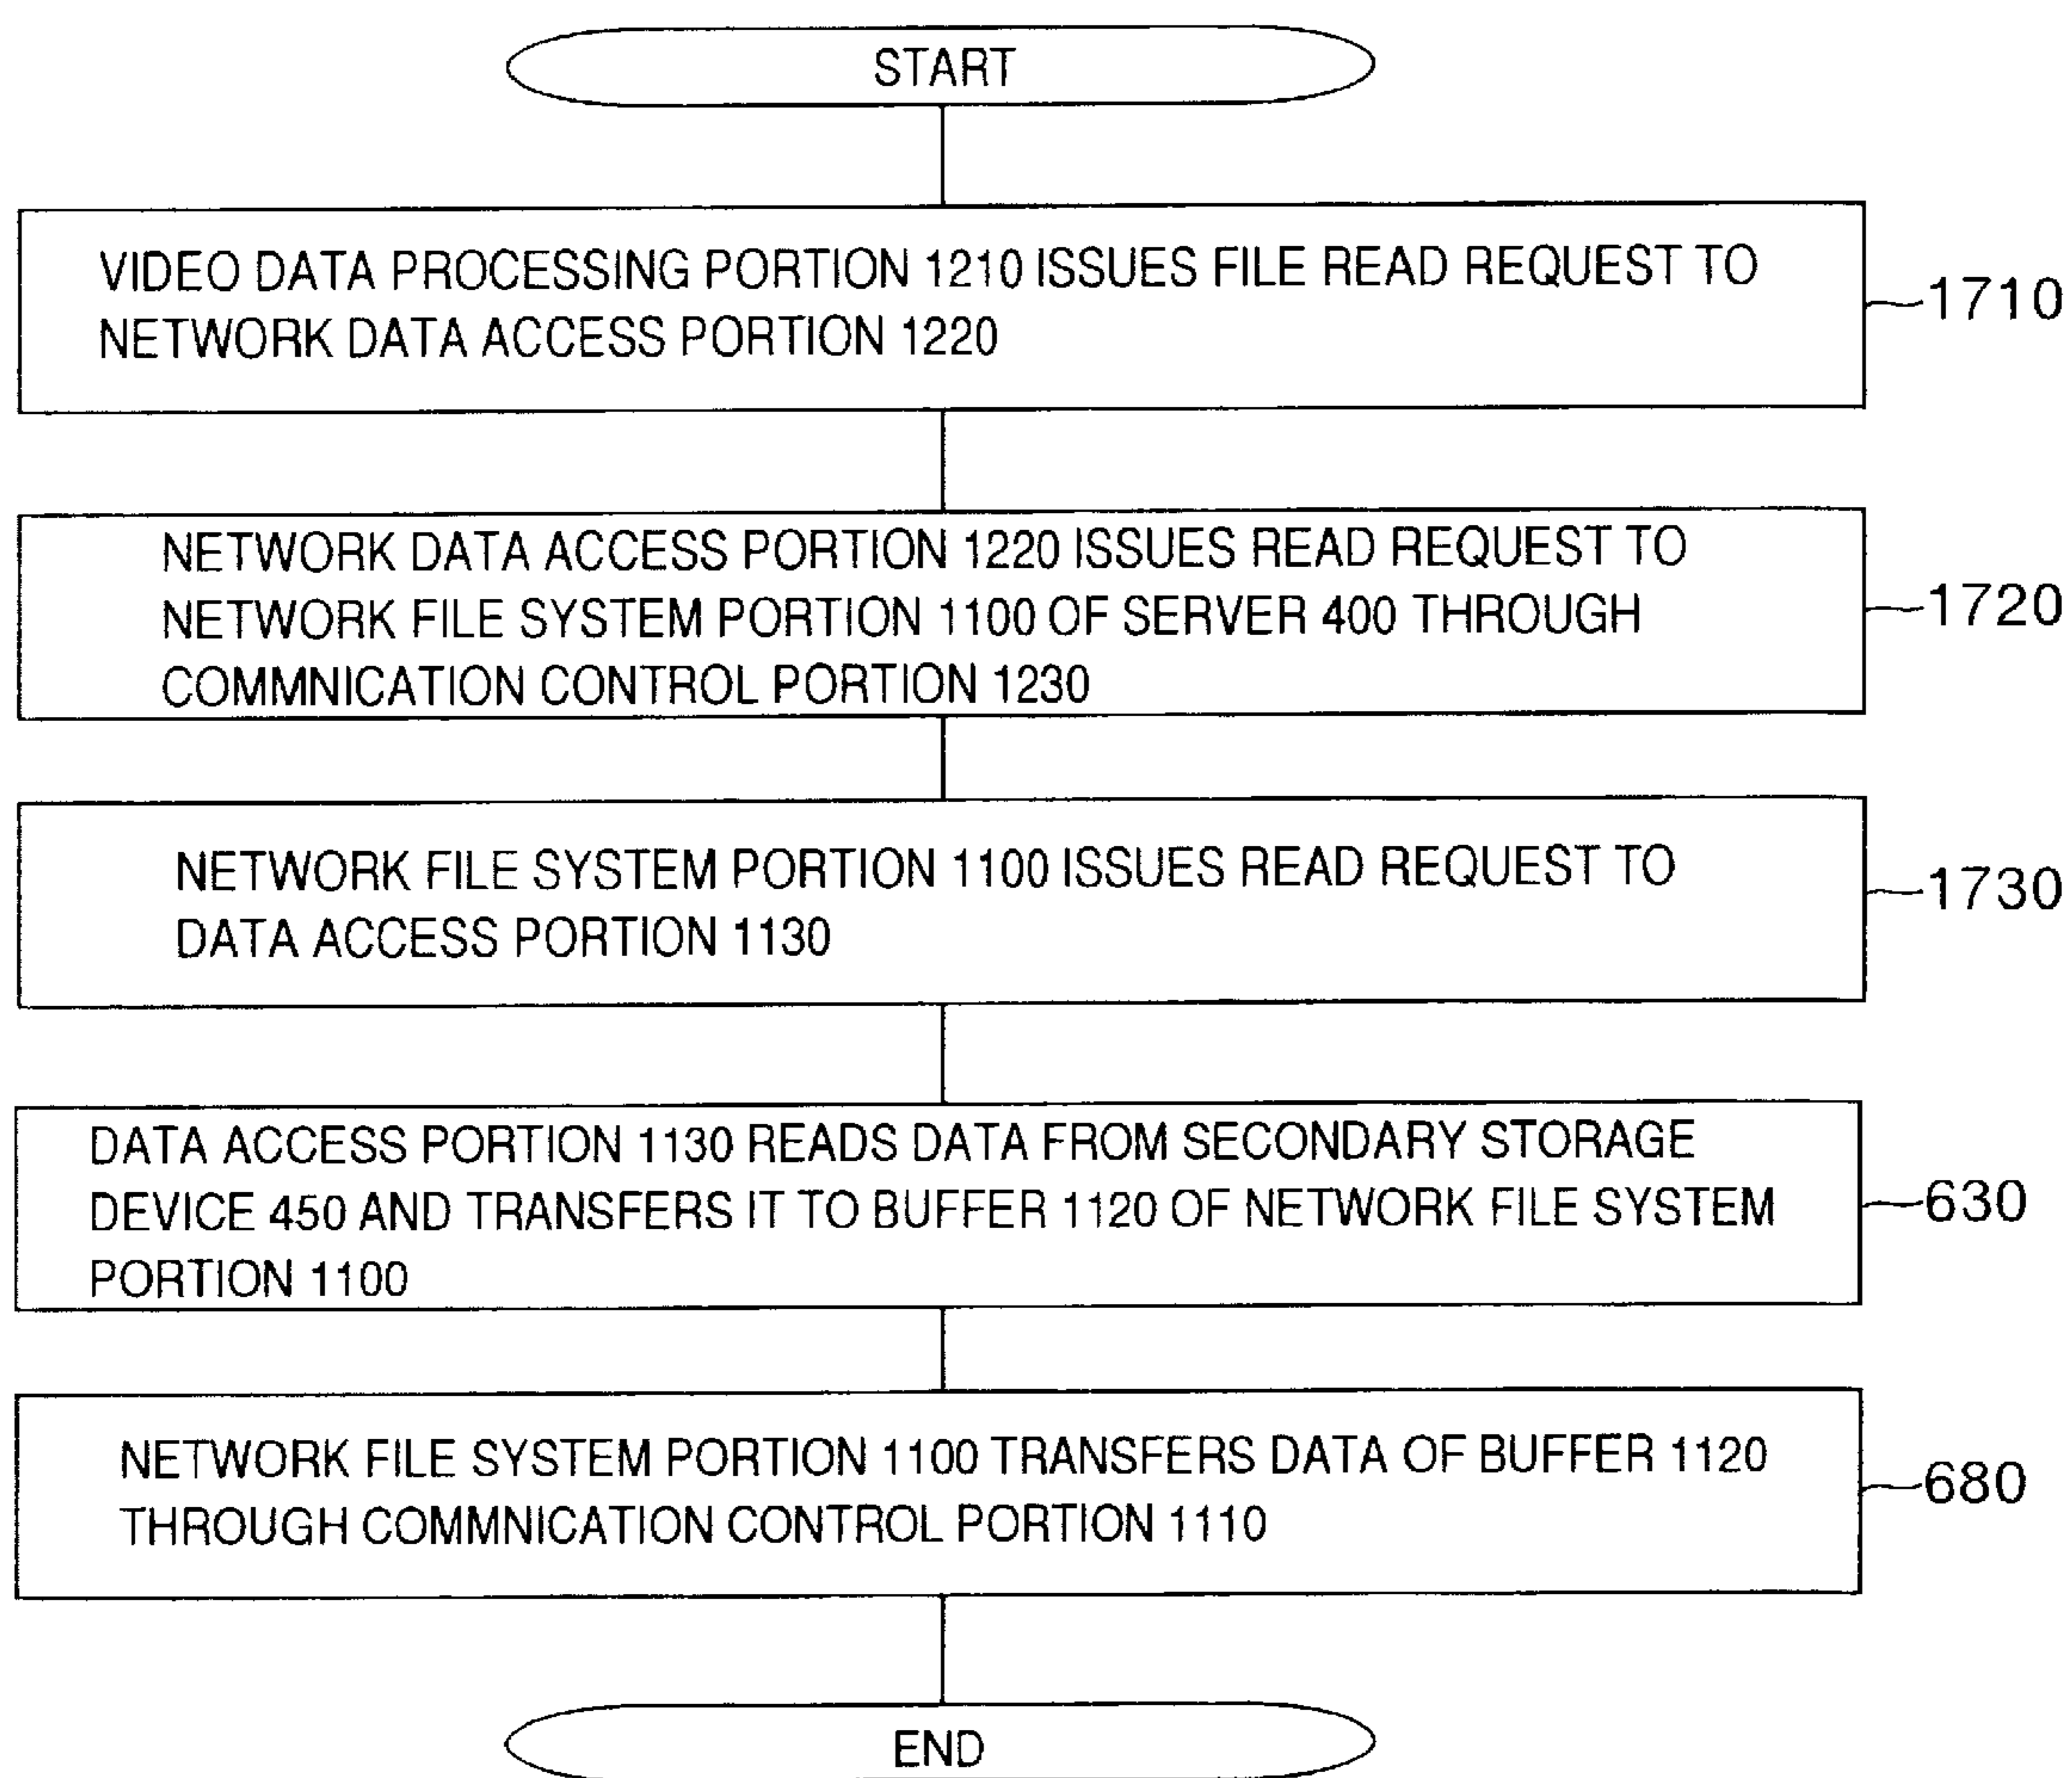 START
VIDEO DATA PROCESSING PORTION 1210 ISSUES FILE READ REQUEST TO
NETWORK DATA ACCESS PORTION 1220
1710
NETWORK DATA ACCESS PORTION 1220 ISSUES READ REQUEST TO
NETWORK FILE SYSTEM PORTION 1100 OF SERVER 400 THROUGH
COMMNICATION CONTROL PORTION 1230
1720
NETWORK FILE SYSTEM PORTION 1100 ISSUES READ REQUEST TO
DATA ACCESS PORTION 1130
1730
DATA ACCESS PORTION 1130 READS DATA FROM SECONDARY STORAGE
DEVICE 450 AND TRANSFERS IT TO BUFFER 1120 OF NETWORK FILE SYSTEM
PORTION 1100
630
NETWORK FILE SYSTEM PORTION 1100 TRANSFERS DATA OF BUFFER 1120
THROUGH COMMNICATION CONTROL PORTION 1110
680
END